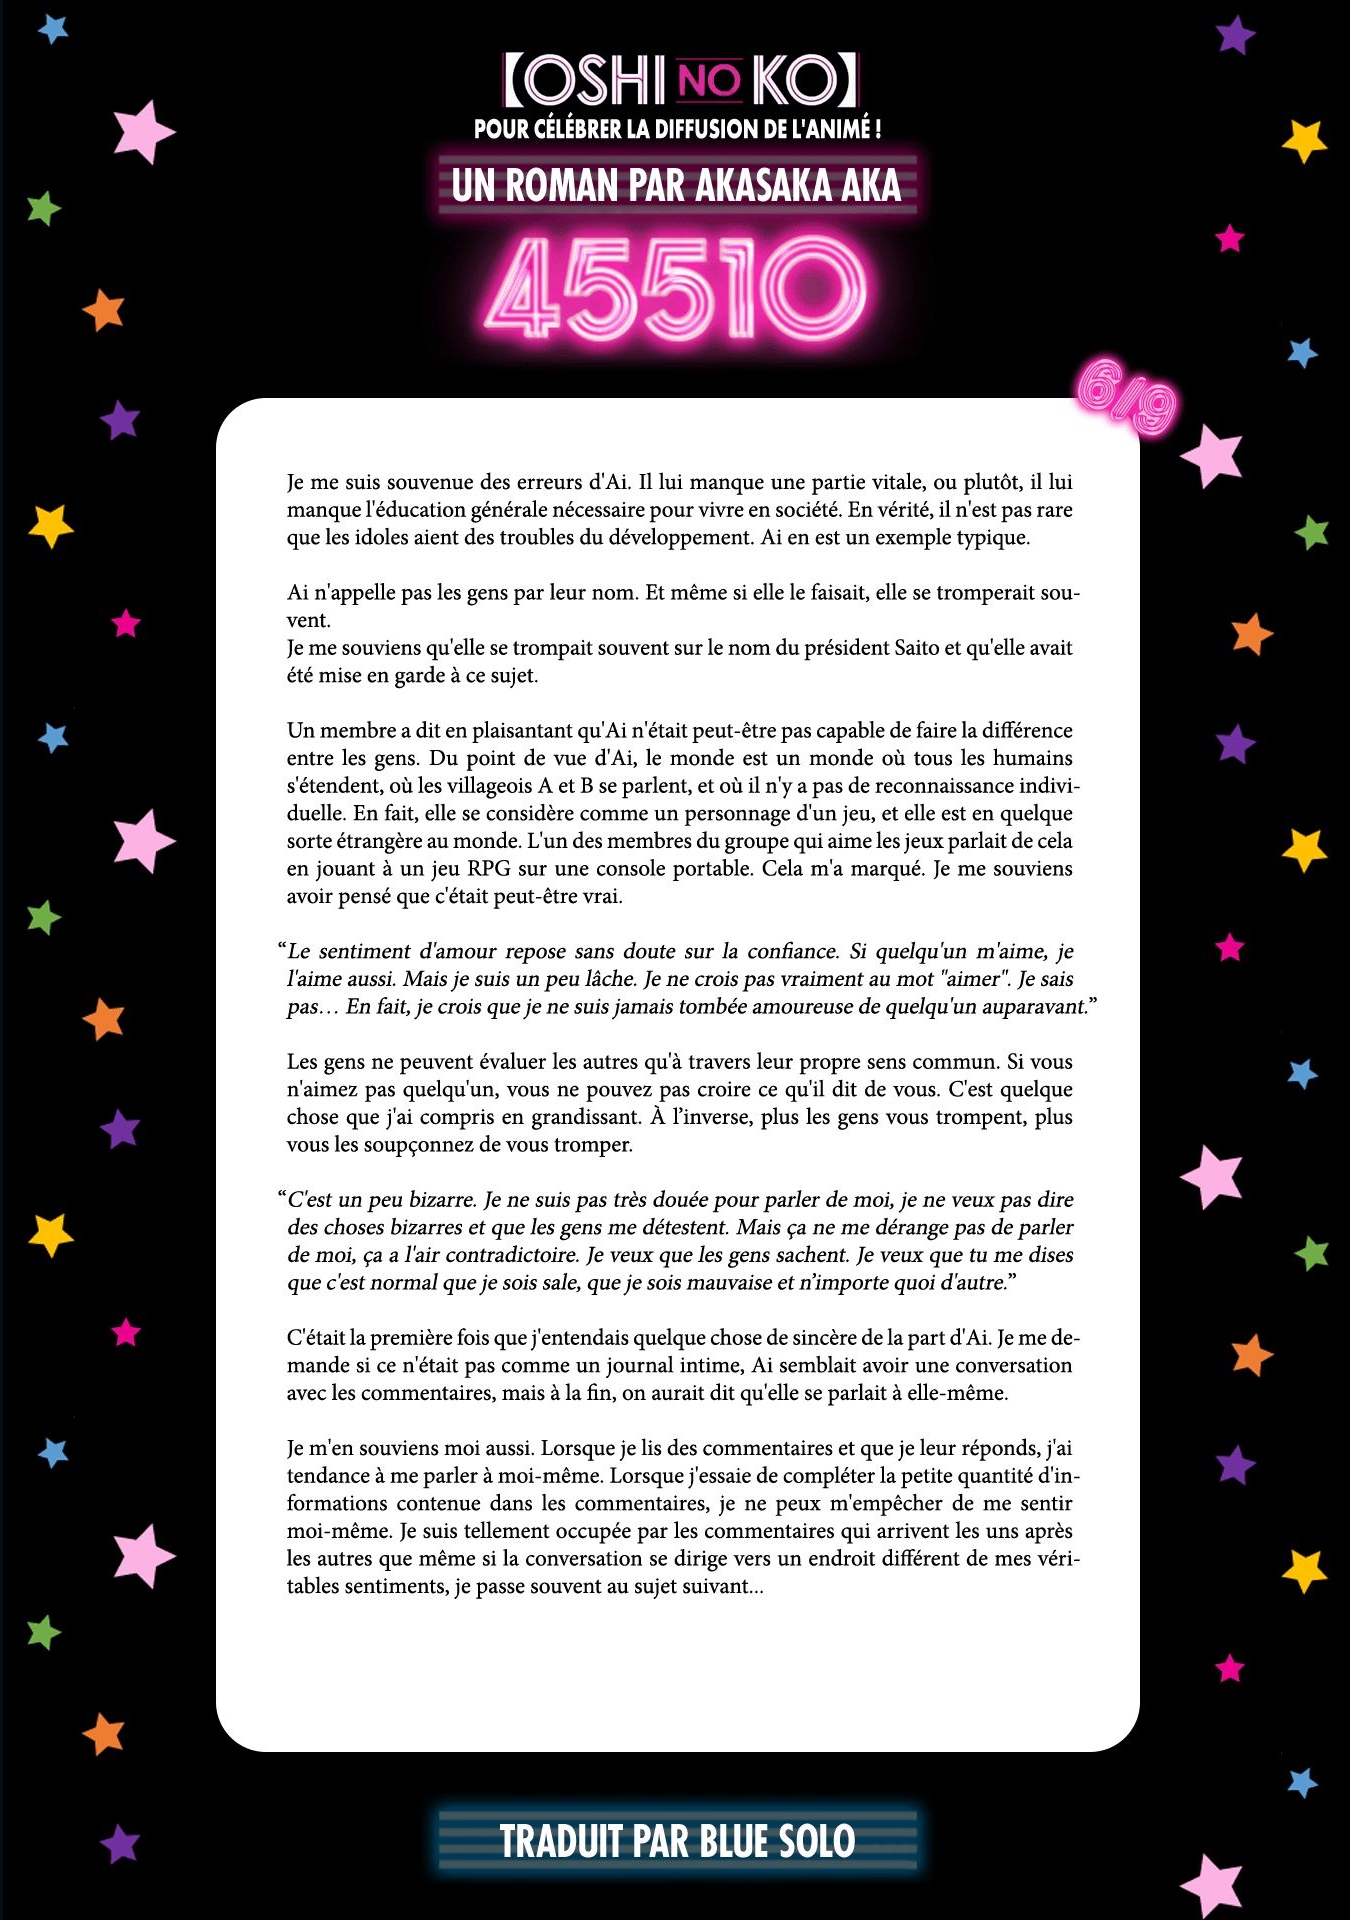 【OSHI NO KO】
POUR CÉLÉBRER LA DIFFUSION DE L'ANIMÉ !
UN ROMAN PAR AKASAKA AKA
45510
6/9
Je me suis souvenue des erreurs d'Ai. Il lui manque une partie vitale, ou plutôt, il lui
manque l'éducation générale nécessaire pour vivre en société. En vérité, il n'est pas rare
que les idoles aient des troubles du développement. Ai en est un exemple typique.
Ai n'appelle pas les gens par leur nom. Et même si elle le faisait, elle se tromperait sou-
vent.
Je me souviens qu'elle se trompait souvent sur le nom du président Saito et qu'elle avait
été mise en garde à ce sujet.
Un membre a dit en plaisantant qu'Ai n'était peut-être pas capable de faire la différence
entre les gens. Du point de vue d'Ai, le monde est un monde où tous les humains
s'étendent, où les villageois A et B se parlent, et où il n'y a pas de reconnaissance indivi-
duelle. En fait, elle se considère comme un personnage d'un jeu, et elle est en quelque
sorte étrangère au monde. L'un des membres du groupe qui aime les jeux parlait de cela
en jouant à un jeu RPG sur une console portable. Cela m'a marqué. Je me souviens
avoir pensé que c'était peut-être vrai.
“Le sentiment d'amour repose sans doute sur la confiance. Si quelqu'un m'aime, je
l'aime aussi. Mais je suis un peu lâche. Je ne crois pas vraiment au mot "aimer". Je sais
pas… En fait, je crois que je ne suis jamais tombée amoureuse de quelqu'un auparavant.”
Les gens ne peuvent évaluer les autres qu'à travers leur propre sens commun. Si vous
n'aimez pas quelqu'un, vous ne pouvez pas croire ce qu'il dit de vous. C'est quelque
chose que j'ai compris en grandissant. À l’inverse, plus les gens vous trompent, plus
vous les soupçonnez de vous tromper.
“C'est un peu bizarre. Je ne suis pas très douée pour parler de moi, je ne veux pas dire
des choses bizarres et que les gens me détestent. Mais ça ne me dérange pas de parler
de moi, ça a l'air contradictoire. Je veux que les gens sachent. Je veux que tu me dises
que c'est normal que je sois sale, que je sois mauvaise et n’importe quoi d'autre.”
C'était la première fois que j'entendais quelque chose de sincère de la part d'Ai. Je me de-
mande si ce n'était pas comme un journal intime, Ai semblait avoir une conversation
avec les commentaires, mais à la fin, on aurait dit qu'elle se parlait à elle-même.
Je m'en souviens moi aussi. Lorsque je lis des commentaires et que je leur réponds, j'ai
tendance à me parler à moi-même. Lorsque j'essaie de compléter la petite quantité d'in-
formations contenue dans les commentaires, je ne peux m'empêcher de me sentir
moi-même. Je suis tellement occupée par les commentaires qui arrivent les uns après
les autres que même si la conversation se dirige vers un endroit différent de mes véri-
tables sentiments, je passe souvent au sujet suivant...
TRADUIT PAR BLUE SOLO